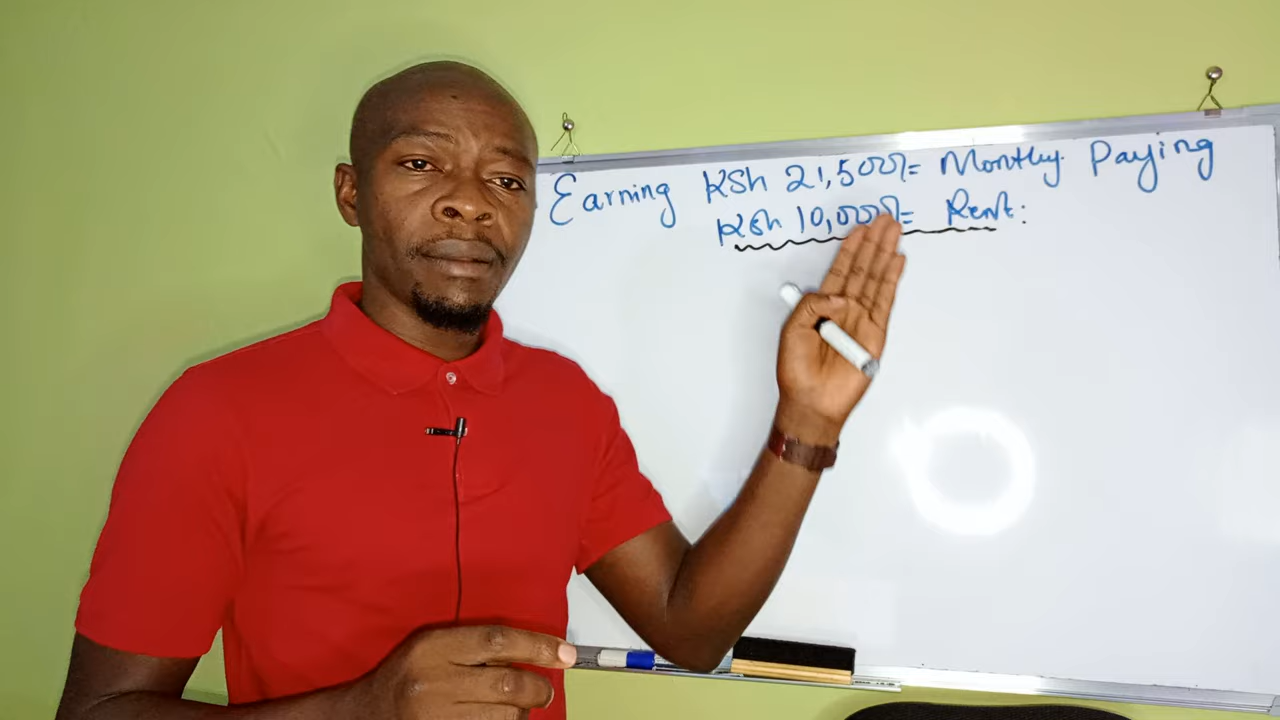 Earning KSh 21,500/= Monthly Paying
KSh 10,000/= Rent: